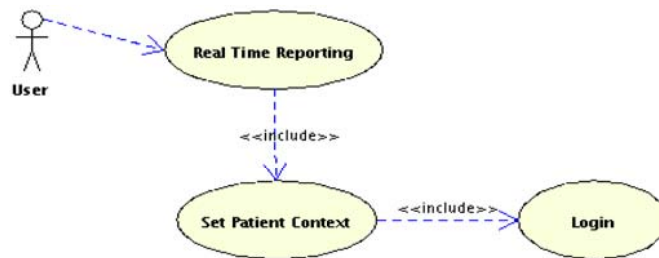 Real Time Reporting
User
<<include>>
Set Patient Context
<<include>>
Login